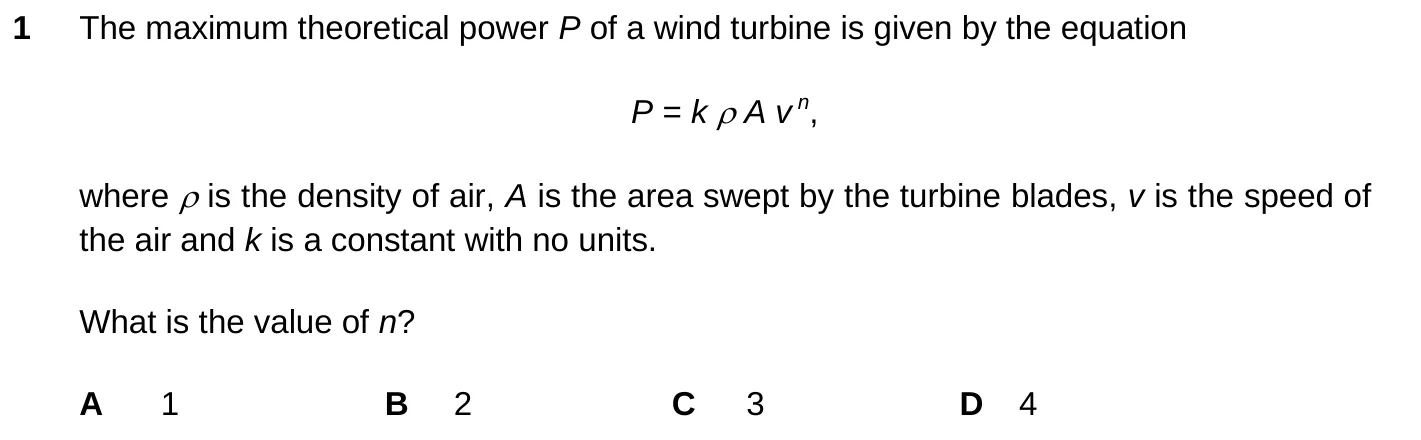 1 The maximum theoretical power P of a wind turbine is given by the equation
P = k ρ A vⁿ,
where ρ is the density of air, A is the area swept by the turbine blades, v is the speed of
the air and k is a constant with no units.
What is the value of n?
A 1 B 2 C 3 D 4